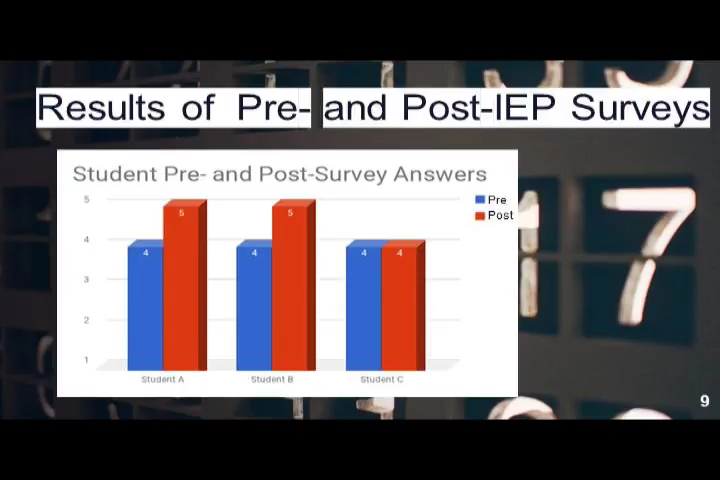 Results of Pre- and Post-IEP Surveys
Student Pre- and Post-Survey Answers
5
4
3
2
1
4
5
4
5
4
4
Pre
Post
Student A
Student B
Student C
17
9